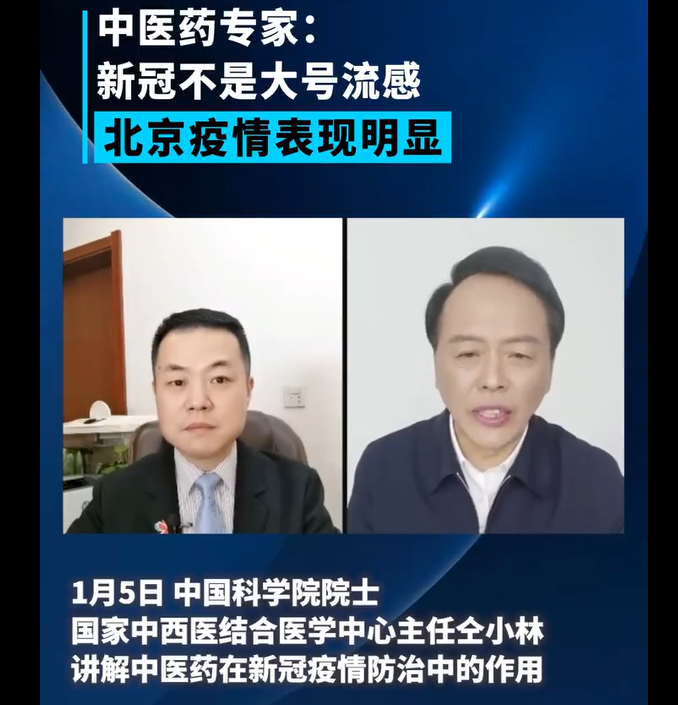 中医药专家：
新冠不是大号流感
北京疫情表现明显
1月5日 中国科学院院士
国家中西医结合医学中心主任仝小林
讲解中医药在新冠疫情防治中的作用